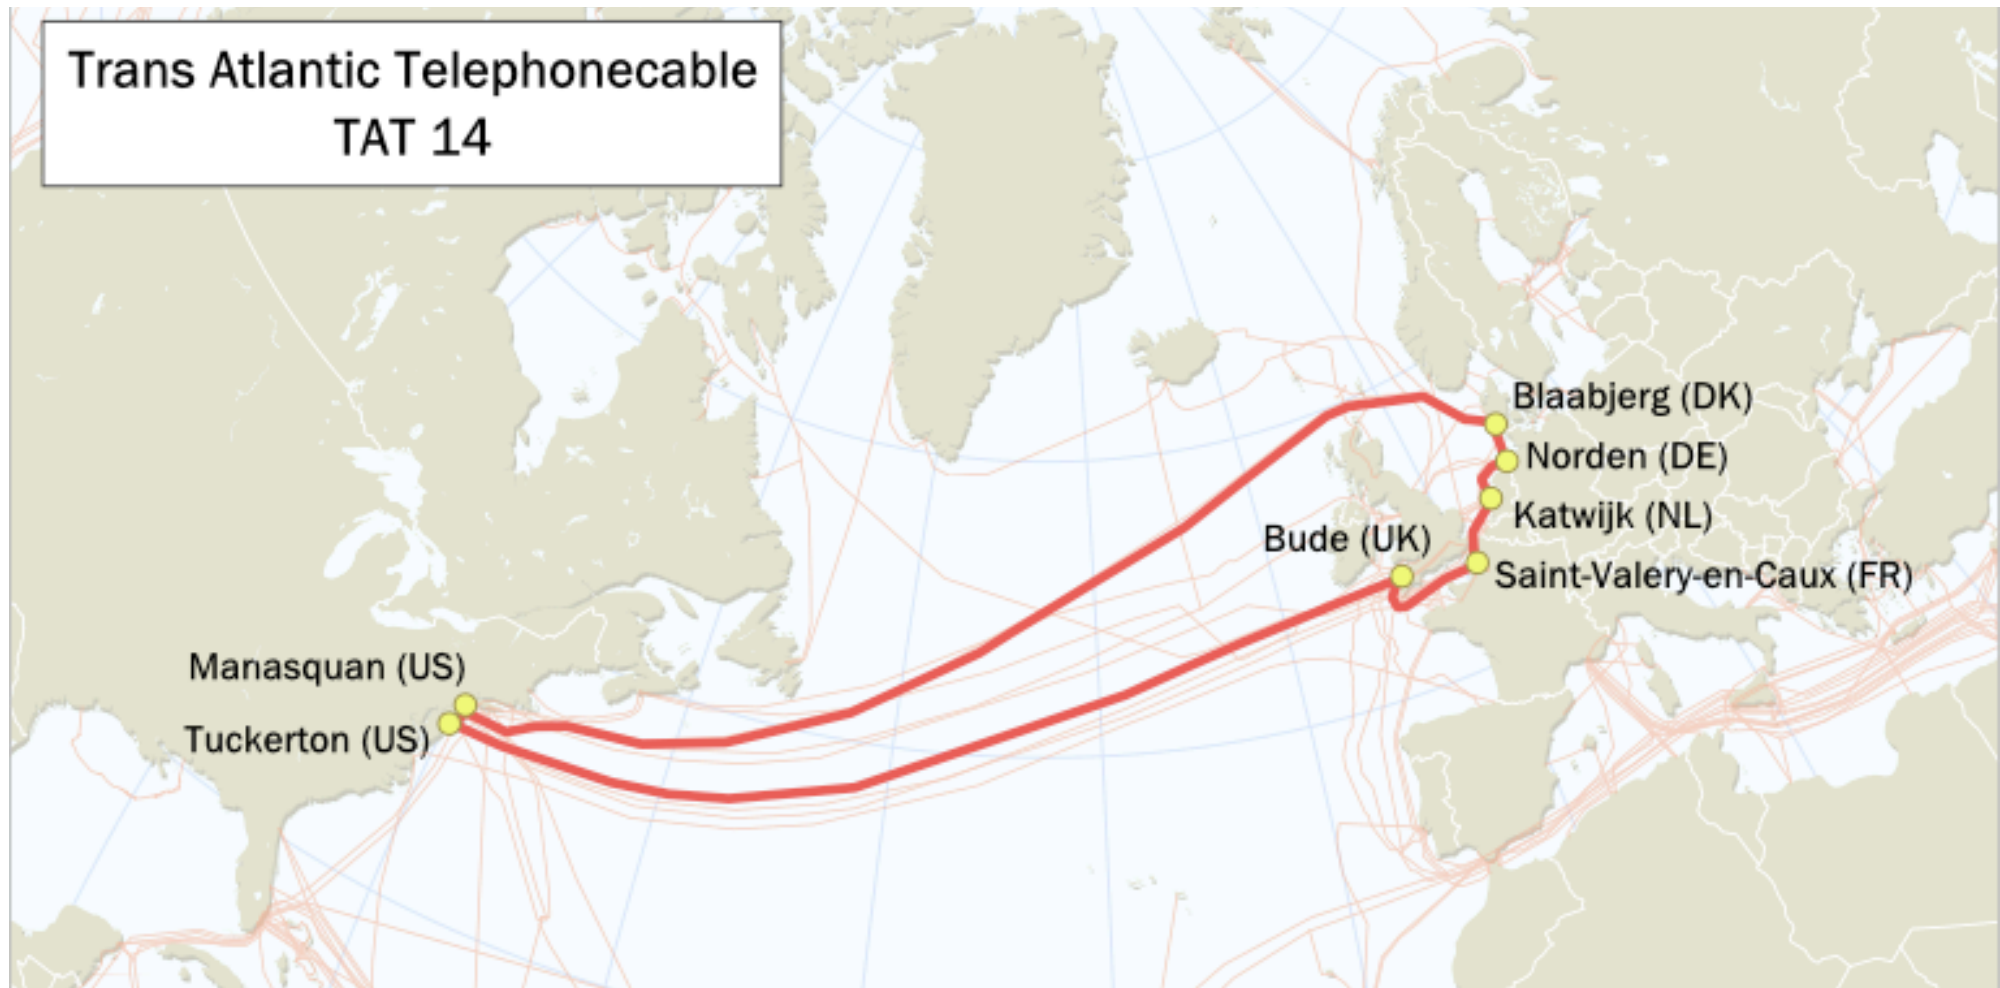 Trans Atlantic Telephonecable
TAT 14
Blaabjerg (DK)
Norden (DE)
Katwijk (NL)
Bude (UK)
Saint-Valery-en-Caux (FR)
Manasquan (US)
Tuckerton (US)